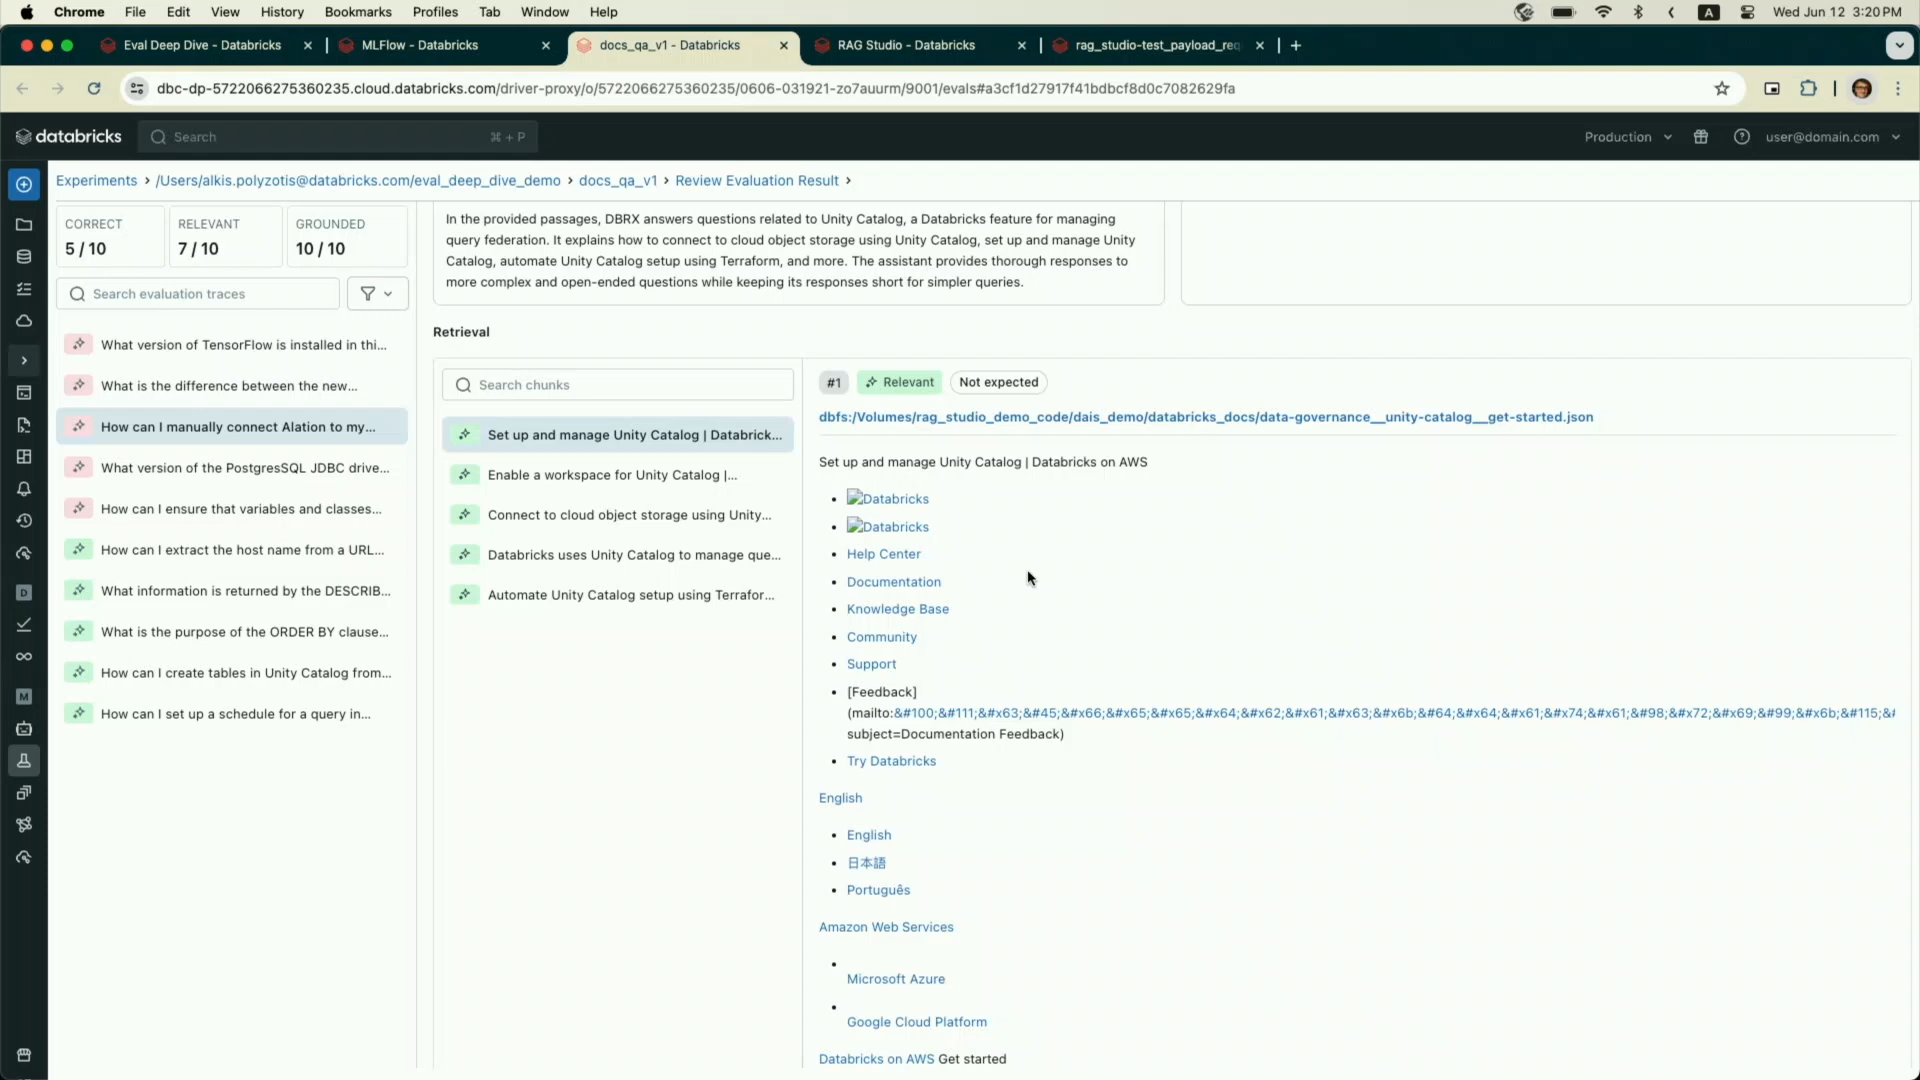 Chrome File Edit View History Bookmarks Profiles Tab Window Help
A Wed Jun 12 3:20 PM
Eval Deep Dive - Databricks
MLFlow - Databricks
docs_qa_v1 - Databricks
RAG Studio - Databricks
rag_studio-test_payload_req
dbc-dp-5722066275360235.cloud.databricks.com/driver-proxy/o/5722066275360235/0606-031921-zo7auurm/9001/evals#a3cf1d27917f41bdbcf8d0c7082629fa
databricks
Search ⌘ + P
Production
user@domain.com
Experiments › /Users/alkis.polyzotis@databricks.com/eval_deep_dive_demo › docs_qa_v1 › Review Evaluation Result ›
CORRECT
5 / 10
RELEVANT
7 / 10
GROUNDED
10 / 10
Search evaluation traces
What version of TensorFlow is installed in thi...
What is the difference between the new...
How can I manually connect Alation to my...
What version of the PostgresSQL JDBC drive...
How can I ensure that variables and classes...
How can I extract the host name from a URL...
What information is returned by the DESCRIB...
What is the purpose of the ORDER BY clause...
How can I create tables in Unity Catalog from...
How can I set up a schedule for a query in...
D
M
In the provided passages, DBRX answers questions related to Unity Catalog, a Databricks feature for managing
query federation. It explains how to connect to cloud object storage using Unity Catalog, set up and manage Unity
Catalog, automate Unity Catalog setup using Terraform, and more. The assistant provides thorough responses to
more complex and open-ended questions while keeping its responses short for simpler queries.
Retrieval
Search chunks
Set up and manage Unity Catalog | Databrick...
Enable a workspace for Unity Catalog |...
Connect to cloud object storage using Unity...
Databricks uses Unity Catalog to manage que...
Automate Unity Catalog setup using Terrafor...
#1 Relevant Not expected
dbfs:/Volumes/rag_studio_demo_code/dais_demo/databricks_docs/data-governance__unity-catalog__get-started.json
Set up and manage Unity Catalog | Databricks on AWS
• Databricks
• Databricks
• Help Center
• Documentation
• Knowledge Base
• Community
• Support
• [Feedback]
(mailto:&#100;&#111;&#x63;&#45;&#x66;&#x65;&#x65;&#x64;&#x62;&#x61;&#x63;&#x6b;&#64;&#x64;&#x61;&#x74;&#x61;&#98;&#x72;&#x69;&#99;&#x6b;&#115;&#
subject=Documentation Feedback)
• Try Databricks
English
• English
• 日本語
• Português
Amazon Web Services
•
Microsoft Azure
•
Google Cloud Platform
Databricks on AWS Get started